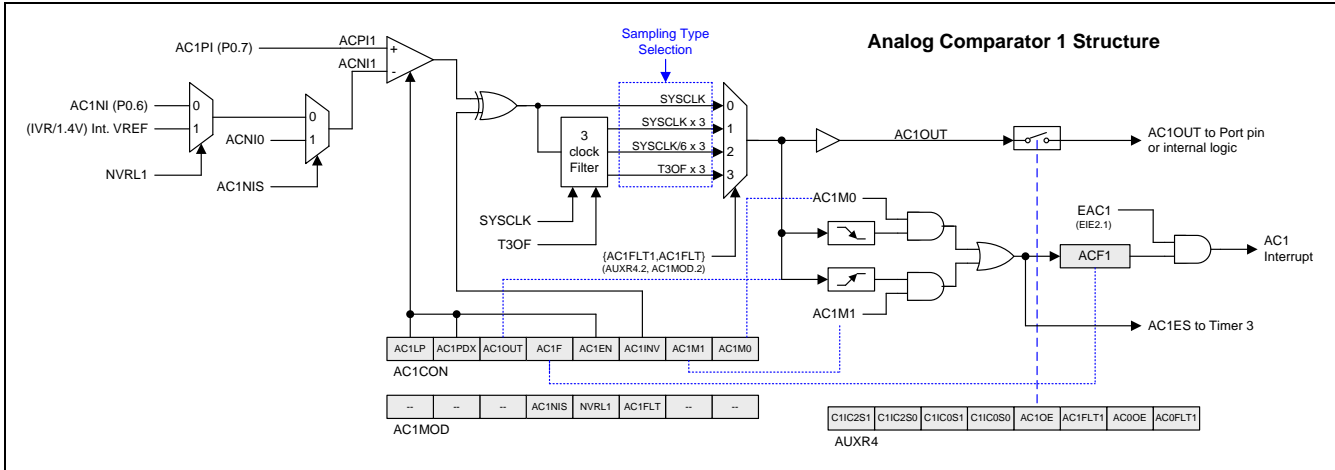 Analog Comparator 1 Structure
Sampling Type
Selection
AC1PI (P0.7)
ACPI1
+
ACNI1
-
AC1NI (P0.6)
0
(IVR/1.4V) Int. VREF
1
0
ACNI0
1
NVRL1
AC1NIS
3
clock
Filter
SYSCLK
0
SYSCLK x 3
1
SYSCLK/6 x 3
2
T3OF x 3
3
SYSCLK
T3OF
{AC1FLT1,AC1FLT}
(AUXR4.2, AC1MOD.2)
AC1OUT
AC1OUT to Port pin
or internal logic
AC1M0
AC1M1
EAC1
(EIE2.1)
ACF1
AC1
Interrupt
AC1ES to Timer 3
AC1LP AC1PDX AC1OUT AC1F AC1EN AC1INV AC1M1 AC1M0
AC1CON
-- -- -- AC1NIS NVRL1 AC1FLT -- --
AC1MOD
C1IC2S1 C1IC2S0 C1IC0S1 C1IC0S0 AC1OE AC1FLT1 AC0OE AC0FLT1
AUXR4